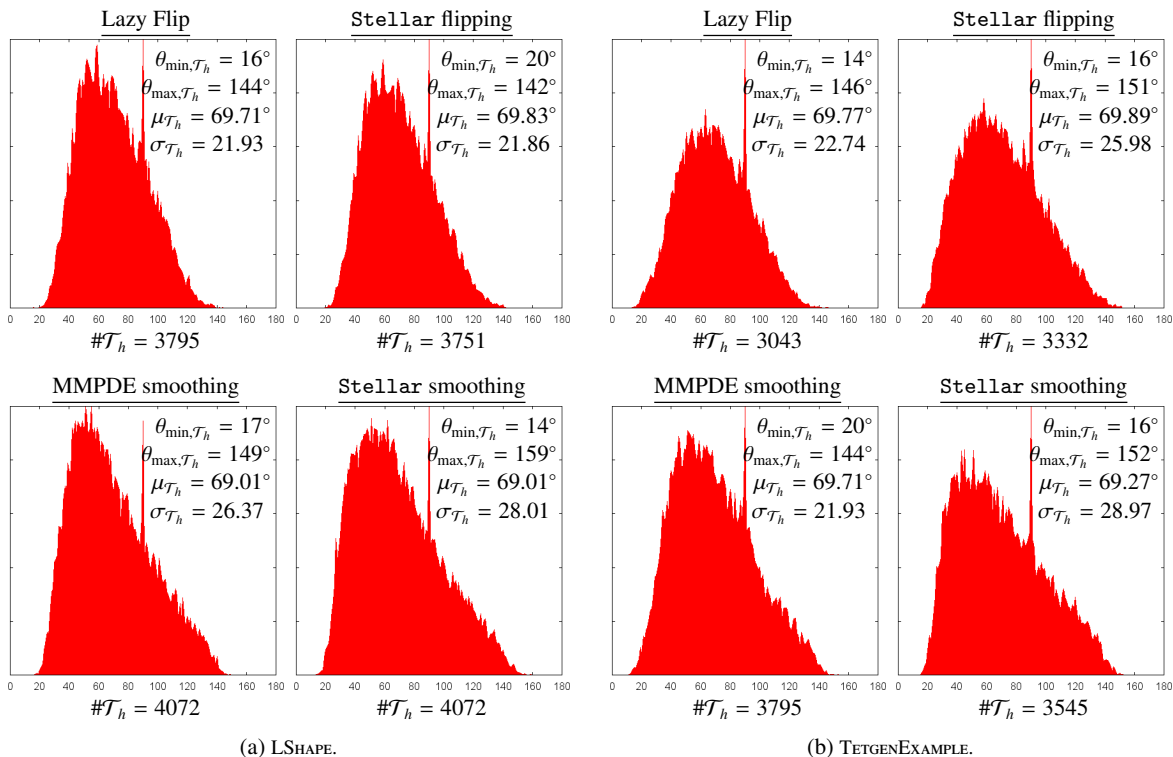 Lazy Flip
θmin,𝒯h = 16°
θmax,𝒯h = 144°
μ𝒯h = 69.71°
σ𝒯h = 21.93
0 20 40 60 80 100 120 140 160 180
#𝒯h = 3795
Stellar flipping
θmin,𝒯h = 20°
θmax,𝒯h = 142°
μ𝒯h = 69.83°
σ𝒯h = 21.86
0 20 40 60 80 100 120 140 160 180
#𝒯h = 3751
MMPDE smoothing
θmin,𝒯h = 17°
θmax,𝒯h = 149°
μ𝒯h = 69.01°
σ𝒯h = 26.37
0 20 40 60 80 100 120 140 160 180
#𝒯h = 4072
Stellar smoothing
θmin,𝒯h = 14°
θmax,𝒯h = 159°
μ𝒯h = 69.01°
σ𝒯h = 28.01
0 20 40 60 80 100 120 140 160 180
#𝒯h = 4072
(a) LShape.
Lazy Flip
θmin,𝒯h = 14°
θmax,𝒯h = 146°
μ𝒯h = 69.77°
σ𝒯h = 22.74
0 20 40 60 80 100 120 140 160 180
#𝒯h = 3043
Stellar flipping
θmin,𝒯h = 16°
θmax,𝒯h = 151°
μ𝒯h = 69.89°
σ𝒯h = 25.98
0 20 40 60 80 100 120 140 160 180
#𝒯h = 3332
MMPDE smoothing
θmin,𝒯h = 20°
θmax,𝒯h = 144°
μ𝒯h = 69.71°
σ𝒯h = 21.93
0 20 40 60 80 100 120 140 160 180
#𝒯h = 3795
Stellar smoothing
θmin,𝒯h = 16°
θmax,𝒯h = 152°
μ𝒯h = 69.27°
σ𝒯h = 28.97
0 20 40 60 80 100 120 140 160 180
#𝒯h = 3545
(b) TetgenExample.